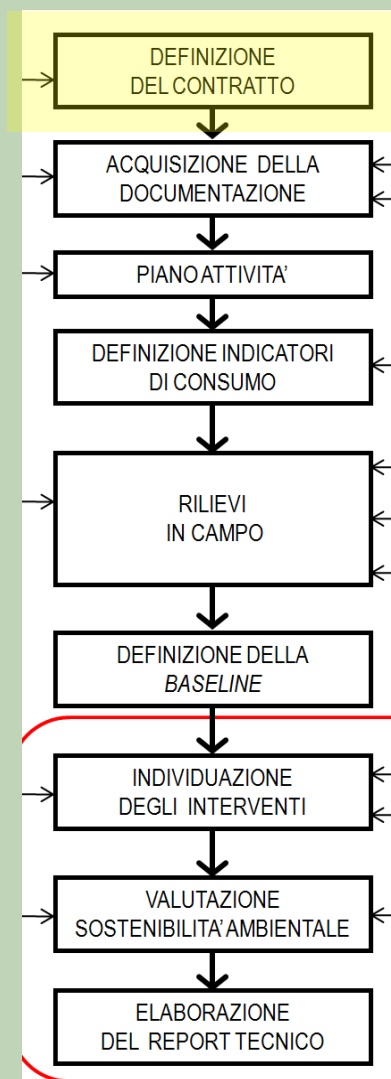 DEFINIZIONE
DEL CONTRATTO
ACQUISIZIONE DELLA
DOCUMENTAZIONE
PIANO ATTIVITA'
DEFINIZIONE INDICATORI
DI CONSUMO
RILIEVI
IN CAMPO
DEFINIZIONE DELLA
BASELINE
INDIVIDUAZIONE
DEGLI INTERVENTI
VALUTAZIONE
SOSTENIBILITA' AMBIENTALE
ELABORAZIONE
DEL REPORT TECNICO